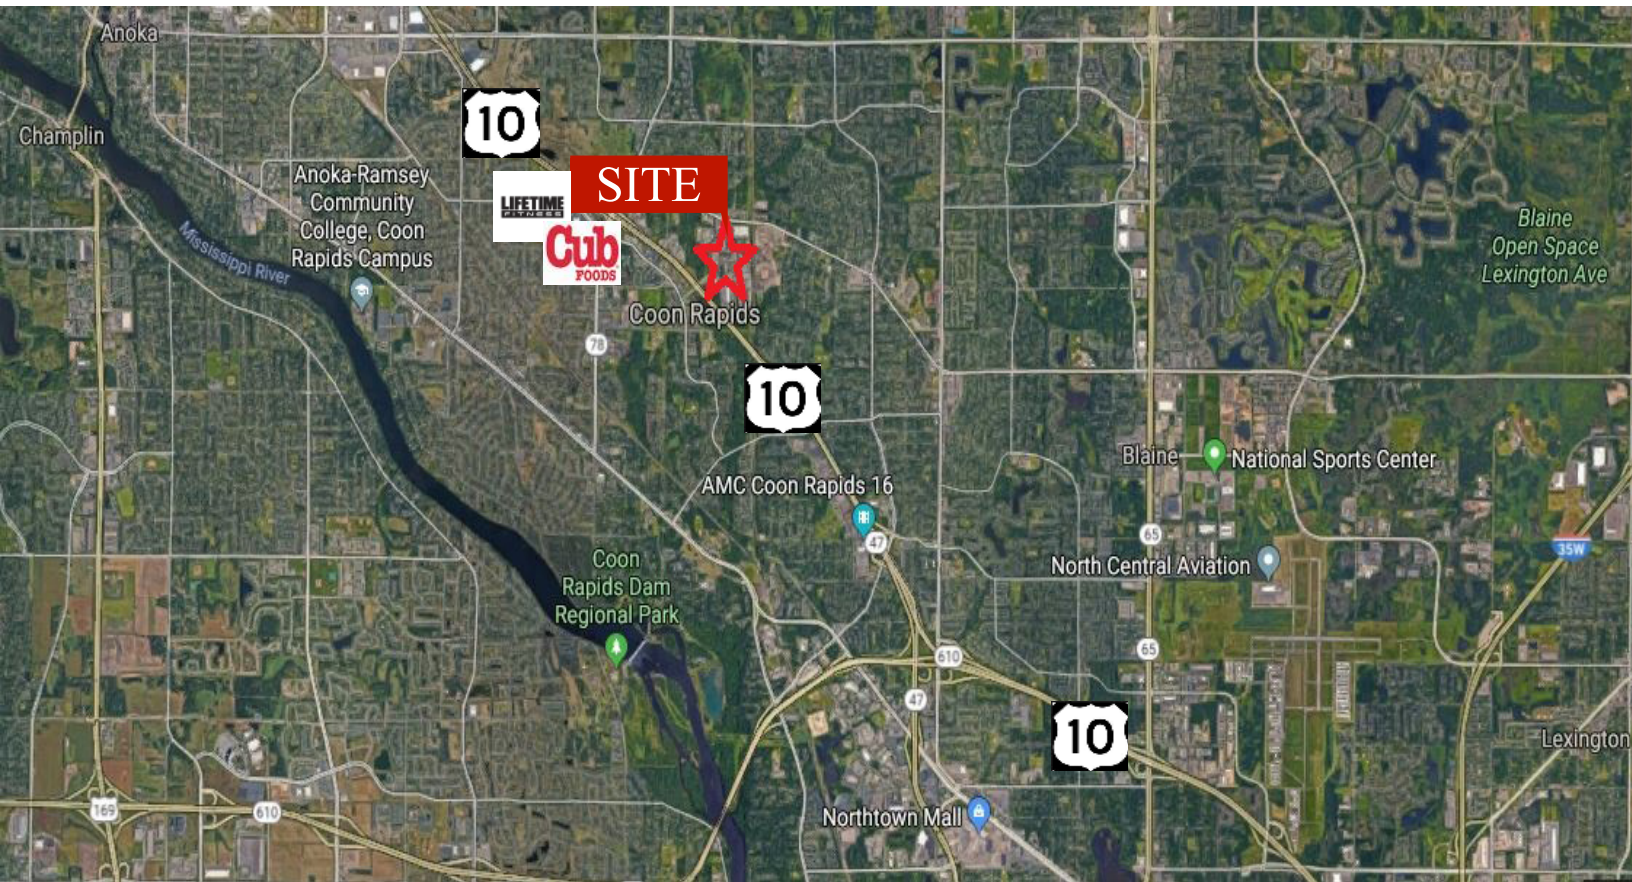 Anoka
10
Champlin
Anoka-Ramsey
Community
College, Coon
Rapids Campus
SITE
LIFETIME
FITNESS
Cub
FOODS
Mississippi River
Blaine
Open Space
Lexington Ave
Coon Rapids
78
10
Blaine
National Sports Center
AMC Coon Rapids 16
47
65
35W
North Central Aviation
Coon
Rapids Dam
Regional Park
610
65
47
10
Lexington
169
610
Northtown Mall